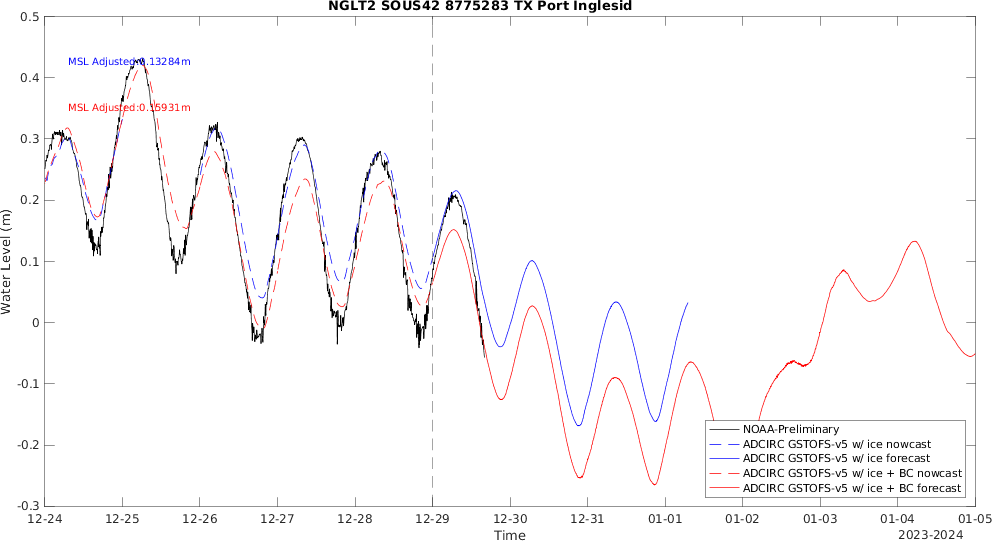 NGLT2 SOUS42 8775283 TX Port Inglesid
Water Level (m)
0.5
0.4
0.3
0.2
0.1
0
-0.1
-0.2
-0.3
MSL Adjusted:0.13284m
MSL Adjusted:0.15931m
NOAA-Preliminary
ADCIRC GSTOFS-v5 w/ ice nowcast
ADCIRC GSTOFS-v5 w/ ice forecast
ADCIRC GSTOFS-v5 w/ ice + BC nowcast
ADCIRC GSTOFS-v5 w/ ice + BC forecast
12-24 12-25 12-26 12-27 12-28 12-29 12-30 12-31 01-01 01-02 01-03 01-04 01-05
Time
2023-2024